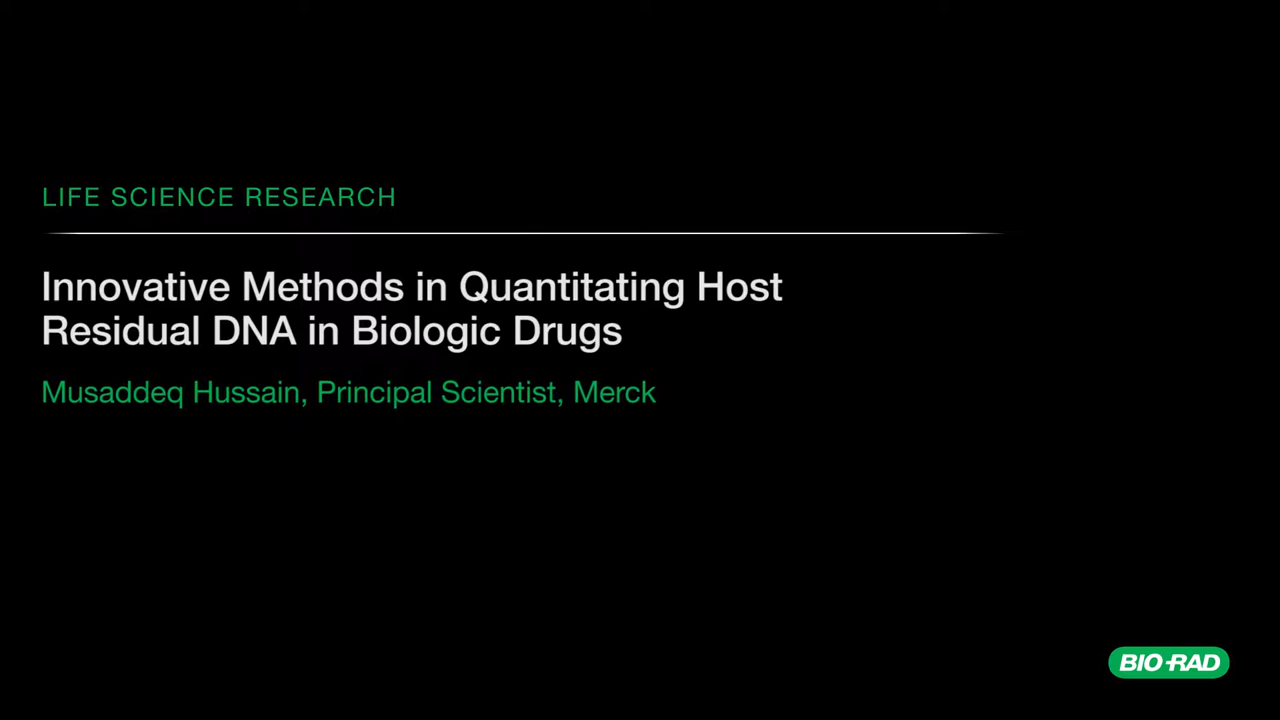 LIFE SCIENCE RESEARCH
Innovative Methods in Quantitating Host
Residual DNA in Biologic Drugs
Musaddeq Hussain, Principal Scientist, Merck
BIO-RAD